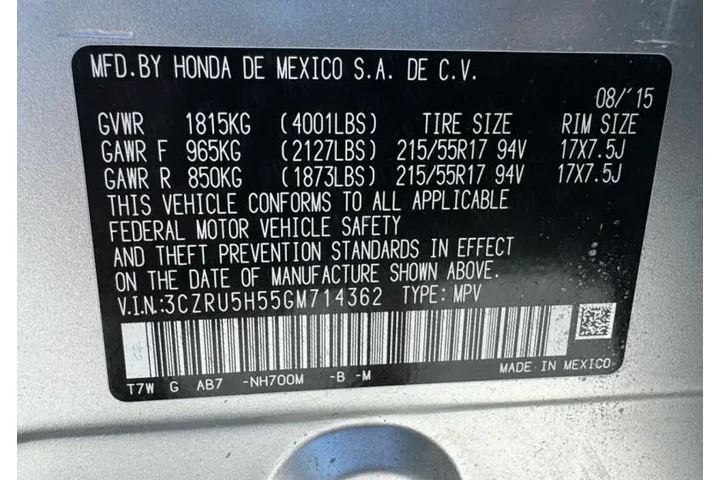 MFD.BY HONDA DE MEXICO S.A. DE C.V.
08/'15
GVWR 1815KG (4001LBS) TIRE SIZE RIM SIZE
GAWR F 965KG (2127LBS) 215/55R17 94V 17X7.5J
GAWR R 850KG (1873LBS) 215/55R17 94V 17X7.5J
THIS VEHICLE CONFORMS TO ALL APPLICABLE
FEDERAL MOTOR VEHICLE SAFETY
AND THEFT PREVENTION STANDARDS IN EFFECT
ON THE DATE OF MANUFACTURE SHOWN ABOVE.
V.I.N.:3CZRU5H55GM714362 TYPE: MPV
MADE IN MEXICO
T7W G AB7 -NH700M -B -M